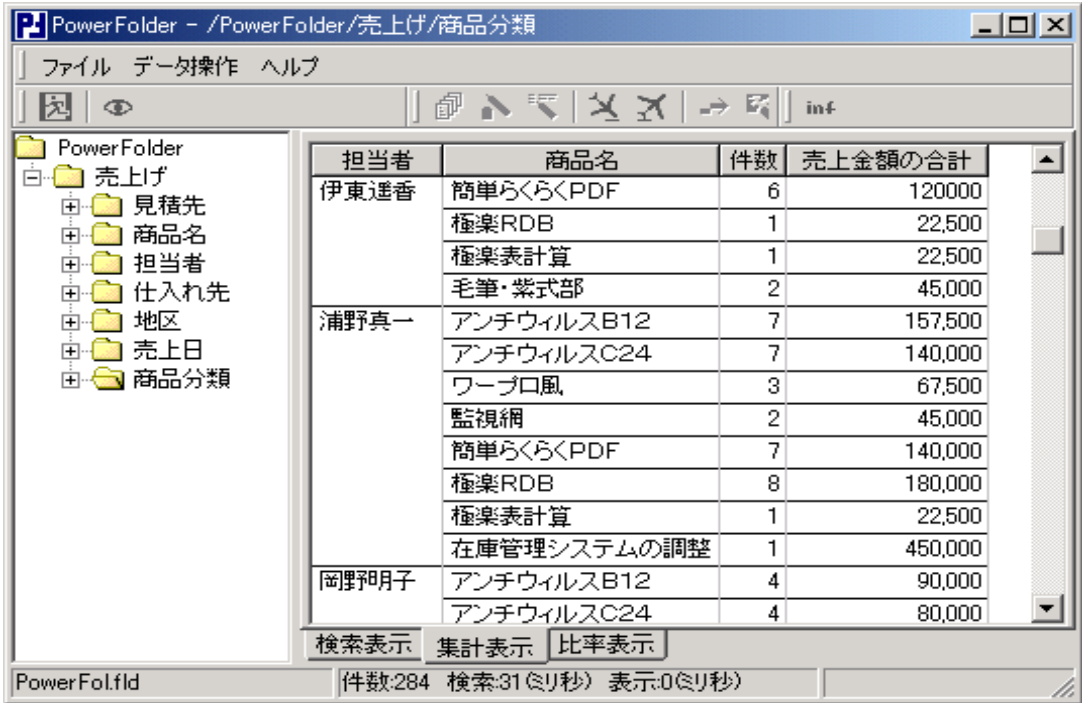 PowerFolder - /PowerFolder/売上げ/商品分類
ファイル データ操作 ヘルプ
inf
PowerFolder
売上げ
見積先
商品名
担当者
仕入れ先
地区
売上日
商品分類
担当者 商品名 件数 売上金額の合計
伊東遥香 簡単らくらくPDF 6 120000
極楽RDB 1 22,500
極楽表計算 1 22,500
毛筆・紫式部 2 45,000
浦野真一 アンチウィルスB12 7 157,500
アンチウィルスC24 7 140,000
ワープロ風 3 67,500
監視網 2 45,000
簡単らくらくPDF 7 140,000
極楽RDB 8 180,000
極楽表計算 1 22,500
在庫管理システムの調整 1 450,000
岡野明子 アンチウィルスB12 4 90,000
アンチウィルスC24 4 80,000
検索表示 集計表示 比率表示
PowerFol.fld 件数:284 検索:31(ミリ秒) 表示:0(ミリ秒)